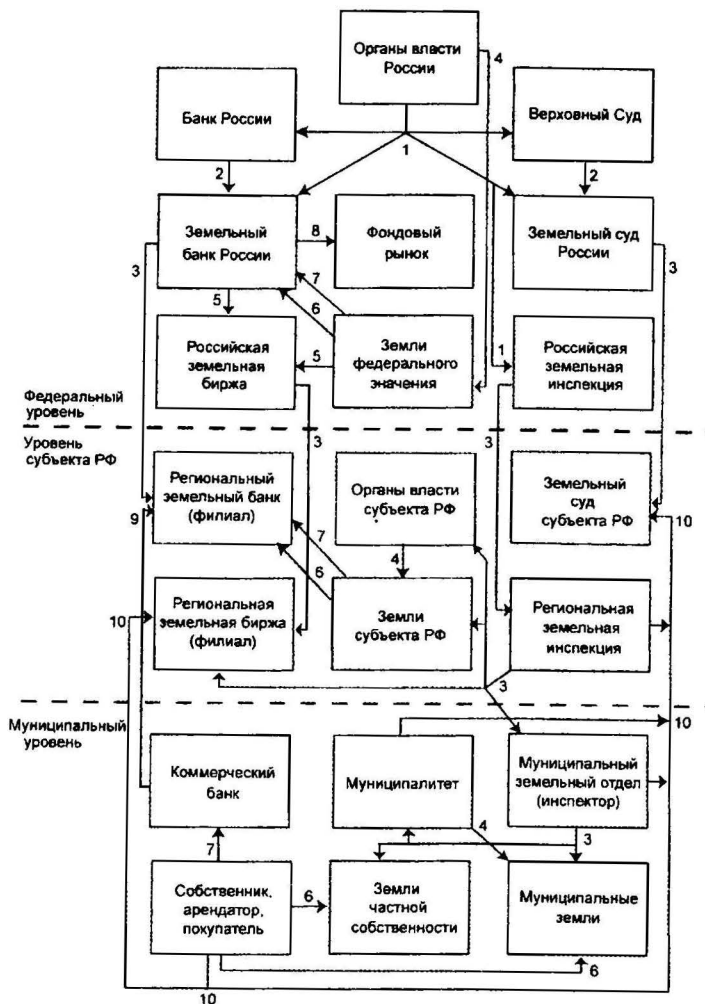 Органы власти
России
4
Банк России
Верховный Суд
1
2
2
Земельный
банк России
8
Фондовый
рынок
Земельный суд
России
3
3
7
5
6
Российская
земельная
биржа
5
Земли
федерального
значения
1
Российская
земельная
инспекция
Федеральный
уровень
Уровень
субъекта РФ
3
3
Региональный
земельный банк
(филиал)
Органы власти
субъекта РФ
Земельный
суд
субъекта РФ
9
10
7
4
6
10
Региональная
земельная биржа
(филиал)
Земли
субъекта РФ
Региональная
земельная
инспекция
3
Муниципальный
уровень
10
Коммерческий
банк
Муниципалитет
Муниципальный
земельный отдел
(инспектор)
7
4
3
Собственник,
арендатор,
покупатель
6
Земли
частной
собственности
Муниципальные
земли
6
10